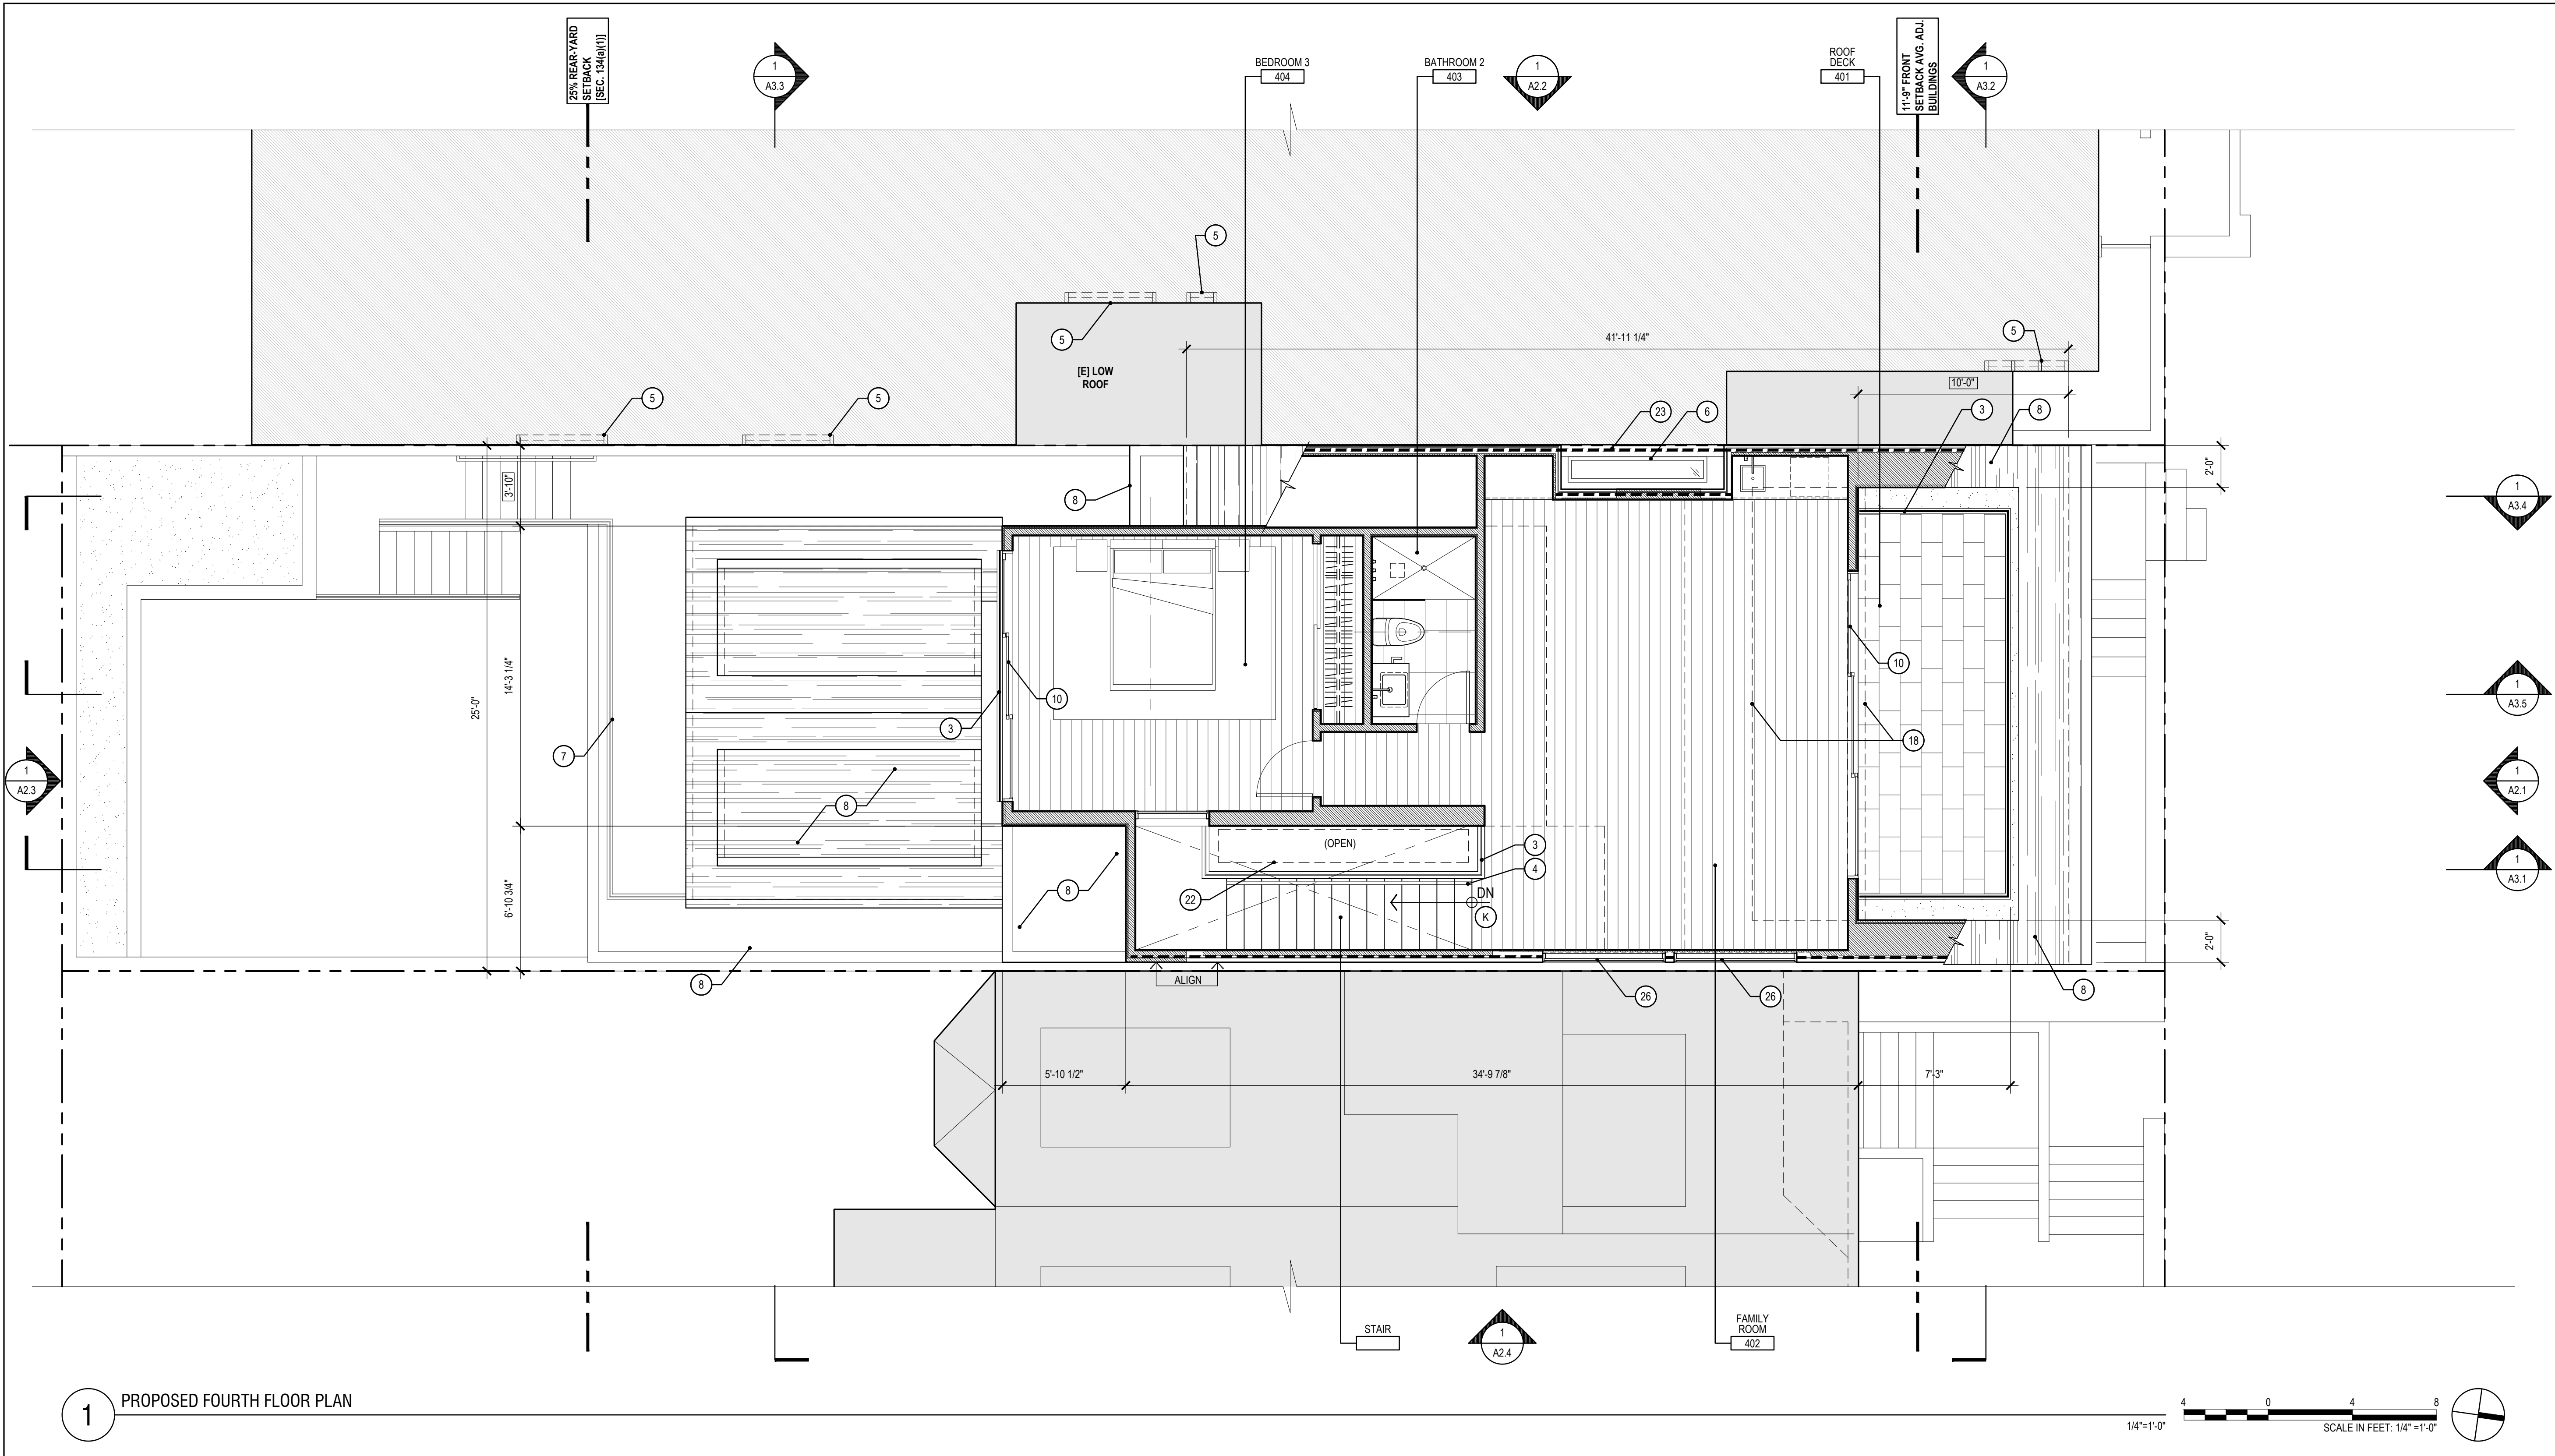 25% REAR-YARD
SETBACK
[SEC. 134(a)(1)]
1
A3.3
BEDROOM 3
404
BATHROOM 2
403
1
A2.2
ROOF
DECK
401
11'-9" FRONT
SETBACK AVG. ADJ.
BUILDINGS
1
A3.2
5
5
41'-11 1/4"
5
[E] LOW
ROOF
10'-0"
5
5
23
6
3
8
3'-10"
8
2'-0"
1
A3.4
14'-3 1/4"
25'-0"
10
10
1
A3.5
3
7
18
1
A2.3
1
A2.1
8
(OPEN)
3
4
1
A3.1
8
22
DN
K
6'-10 3/4"
2'-0"
8
ALIGN
26
26
8
5'-10 1/2"
34'-9 7/8"
7'-3"
STAIR
1
A2.4
FAMILY
ROOM
402
1
PROPOSED FOURTH FLOOR PLAN
1/4"=1'-0"
4 0 4 8
SCALE IN FEET: 1/4" =1'-0"